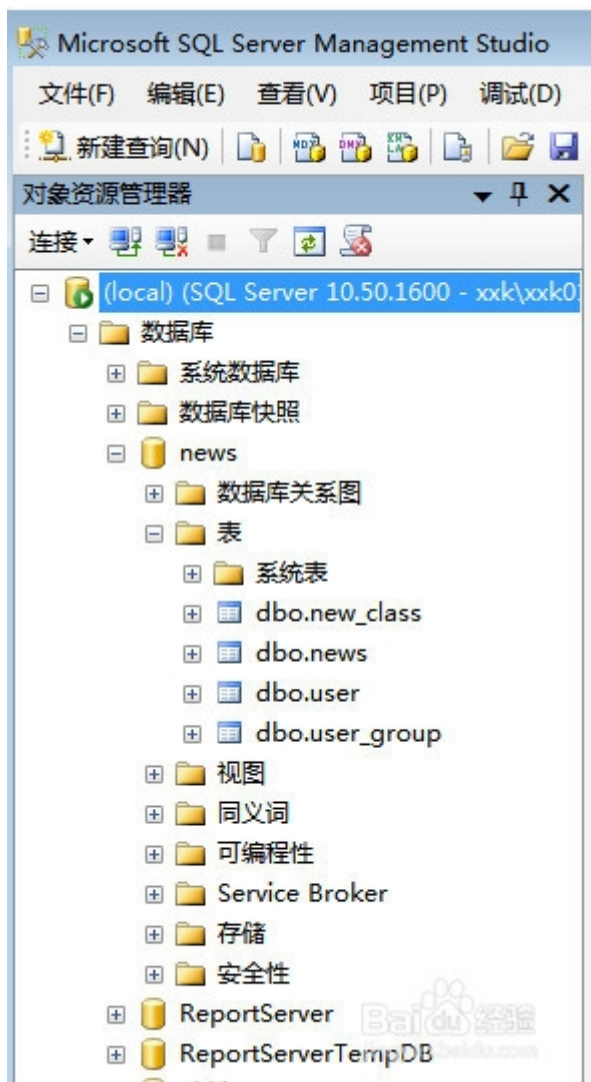 Microsoft SQL Server Management Studio
文件(F) 编辑(E) 查看(V) 项目(P) 调试(D)
新建查询(N)
对象资源管理器
连接
(local) (SQL Server 10.50.1600 - xxk\xxk0
数据库
系统数据库
数据库快照
news
数据库关系图
表
系统表
dbo.new_class
dbo.news
dbo.user
dbo.user_group
视图
同义词
可编程性
Service Broker
存储
安全性
ReportServer
Baidu 经验
ReportServerTempDB